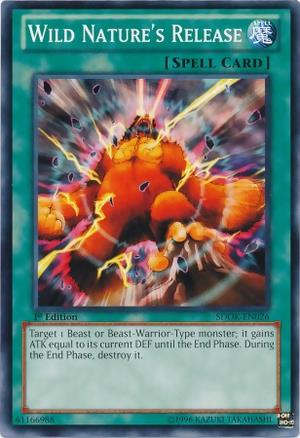 WILD NATURE'S RELEASE
SPELL
魔
[SPELL CARD]
1st Edition
SDOK-EN026
Target 1 Beast or Beast-Warrior-Type monster; it gains
ATK equal to its current DEF until the End Phase. During
the End Phase, destroy it.
61166988
©1996 KAZUKI TAKAHASHI